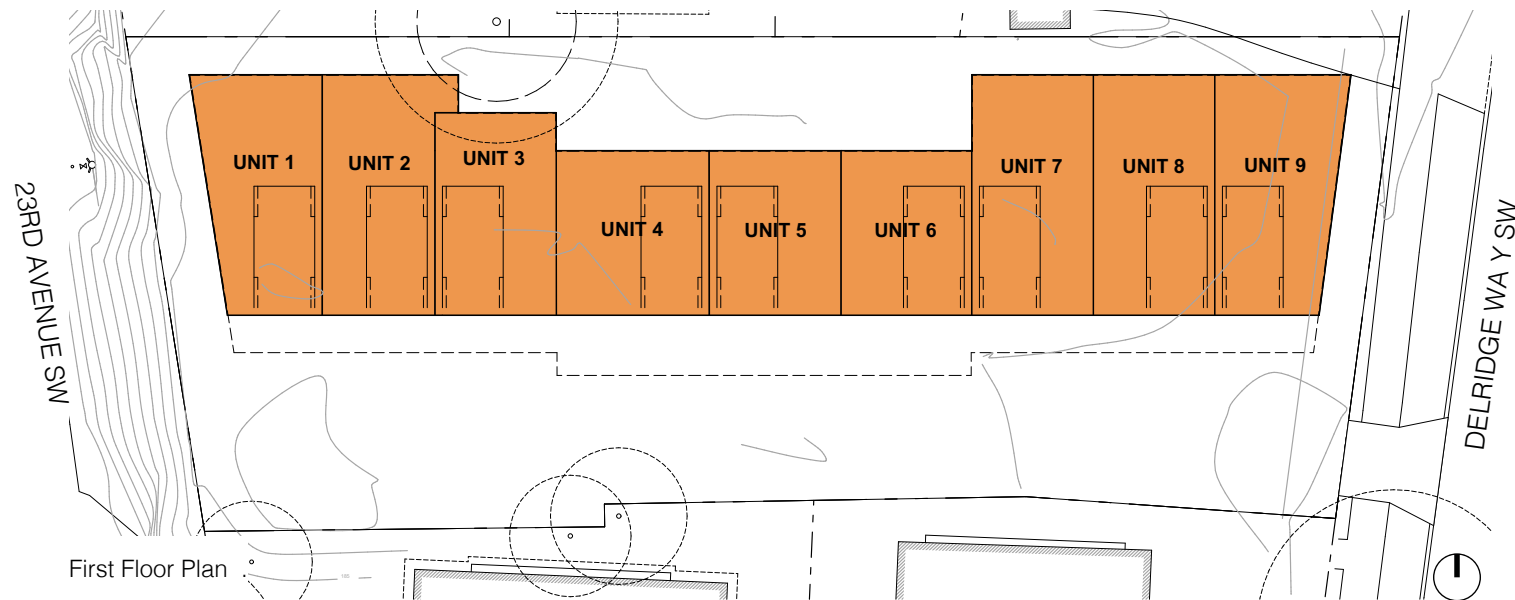 UNIT 1
UNIT 2
UNIT 3
UNIT 4
UNIT 5
UNIT 6
UNIT 7
UNIT 8
UNIT 9
23RD AVENUE SW
DELRIDGE WA Y SW
First Floor Plan